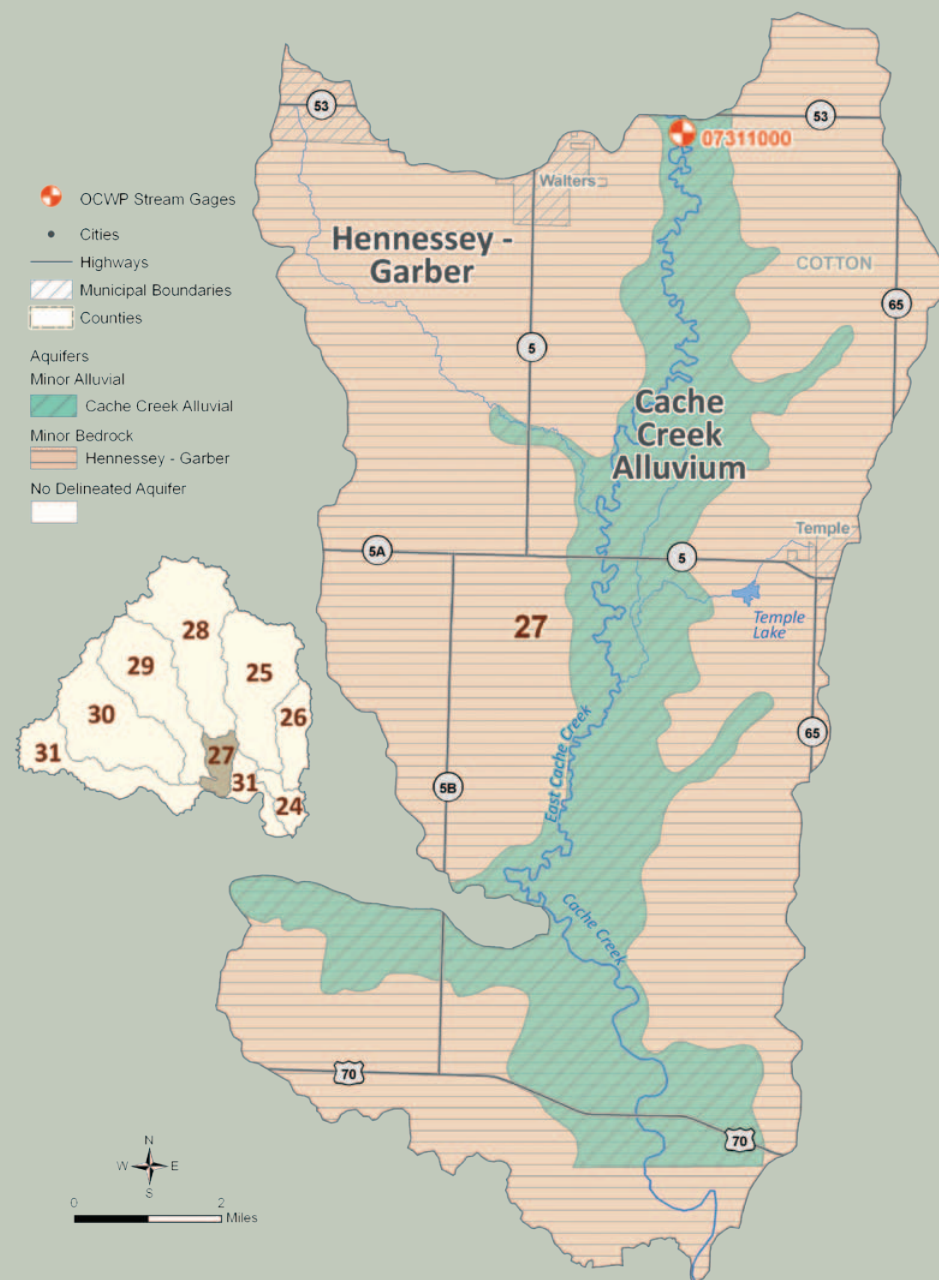 53
53
07311000
Walters
OCWP Stream Gages
Cities
Highways
Municipal Boundaries
Counties
Aquifers
Minor Alluvial
Cache Creek Alluvial
Minor Bedrock
Hennessey - Garber
No Delineated Aquifer
Hennessey -
Garber
COTTON
65
5
Cache
Creek
Alluvium
Temple
5A
5
Temple
Lake
27
28
29
25
30
26
31
27
31
24
65
East Cache Creek
5B
Cache Creek
70
70
N
W
E
S
0
2
Miles